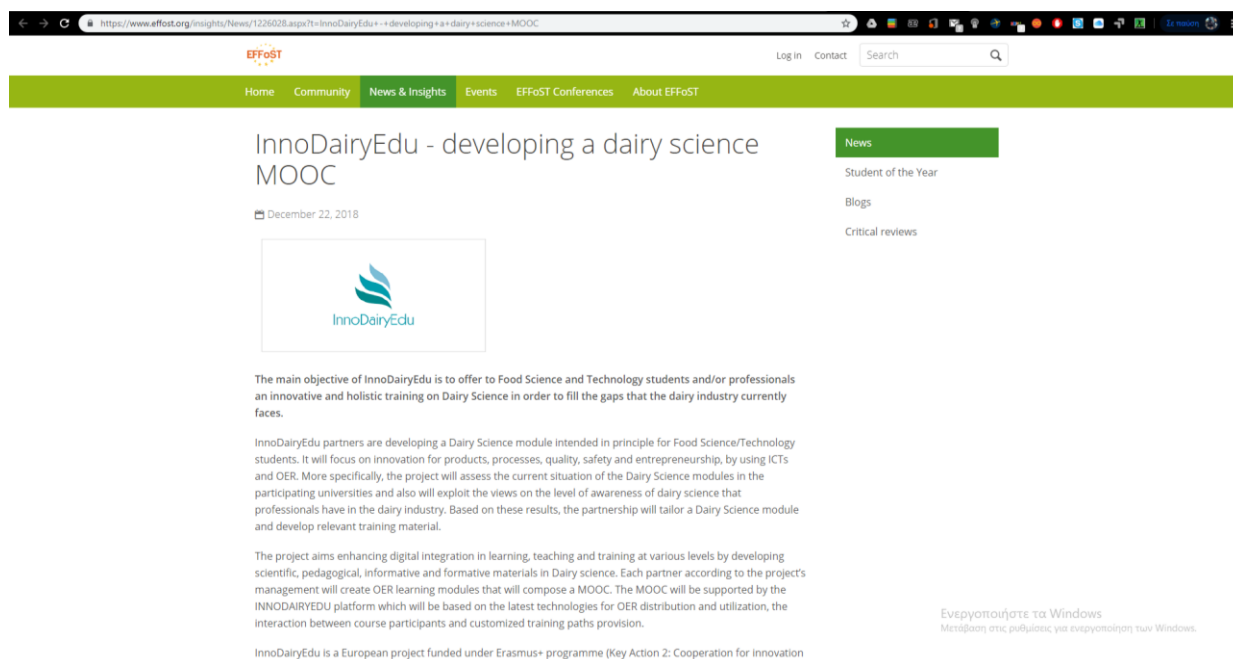 https://www.effost.org/insights/News/1226028.aspx?t=InnoDairyEdu+-+developing+a+dairy+science+MOOC
Σε παύση
EFFoST
Log in Contact Search
Home Community News & Insights Events EFFoST Conferences About EFFoST
InnoDairyEdu - developing a dairy science
MOOC
December 22, 2018
InnoDairyEdu
The main objective of InnoDairyEdu is to offer to Food Science and Technology students and/or professionals
an innovative and holistic training on Dairy Science in order to fill the gaps that the dairy industry currently
faces.
InnoDairyEdu partners are developing a Dairy Science module intended in principle for Food Science/Technology
students. It will focus on innovation for products, processes, quality, safety and entrepreneurship, by using ICTs
and OER. More specifically, the project will assess the current situation of the Dairy Science modules in the
participating universities and also will exploit the views on the level of awareness of dairy science that
professionals have in the dairy industry. Based on these results, the partnership will tailor a Dairy Science module
and develop relevant training material.
The project aims enhancing digital integration in learning, teaching and training at various levels by developing
scientific, pedagogical, informative and formative materials in Dairy science. Each partner according to the project's
management will create OER learning modules that will compose a MOOC. The MOOC will be supported by the
INNODAIRYEDU platform which will be based on the latest technologies for OER distribution and utilization, the
interaction between course participants and customized training paths provision.
InnoDairyEdu is a European project funded under Erasmus+ programme (Key Action 2: Cooperation for innovation
News
Student of the Year
Blogs
Critical reviews
Ενεργοποιήστε τα Windows
Μετάβαση στις ρυθμίσεις για ενεργοποίηση των Windows.